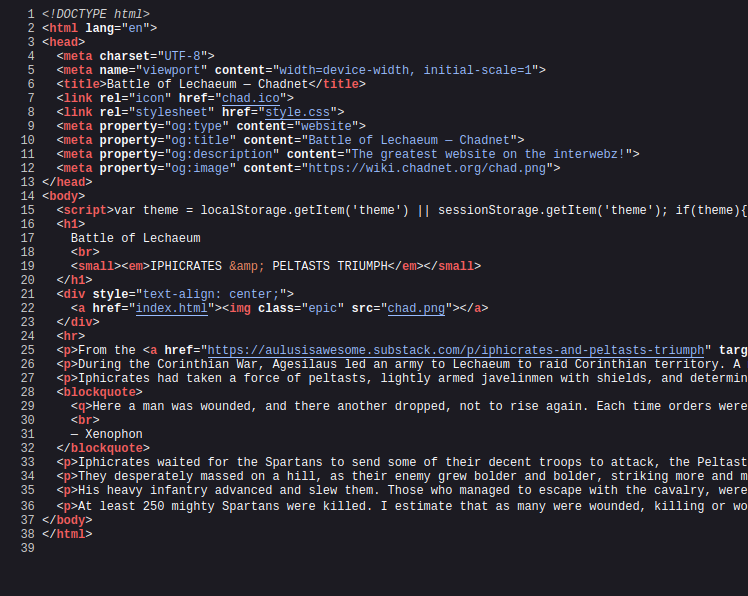 1 <!DOCTYPE html>
2 <html lang="en">
3 <head>
4   <meta charset="UTF-8">
5   <meta name="viewport" content="width=device-width, initial-scale=1">
6   <title>Battle of Lechaeum — Chadnet</title>
7   <link rel="icon" href="chad.ico">
8   <link rel="stylesheet" href="style.css">
9   <meta property="og:type" content="website">
10   <meta property="og:title" content="Battle of Lechaeum — Chadnet">
11   <meta property="og:description" content="The greatest website on the interwebz!">
12   <meta property="og:image" content="https://wiki.chadnet.org/chad.png">
13 </head>
14 <body>
15   <script>var theme = localStorage.getItem('theme') || sessionStorage.getItem('theme'); if(theme){
16   <h1>
17     Battle of Lechaeum
18     <br>
19     <small><em>IPHICRATES &amp; PELTASTS TRIUMPH</em></small>
20   </h1>
21   <div style="text-align: center;">
22     <a href="index.html"><img class="epic" src="chad.png"></a>
23   </div>
24   <hr>
25   <p>From the <a href="https://aulusisawesome.substack.com/p/iphicrates-and-peltasts-triumph" targ
26   <p>During the Corinthian War, Agesilaus led an army to Lechaeum to raid Corinthian territory. A
27   <p>Iphicrates had taken a force of peltasts, lightly armed javelinmen with shields, and determin
28   <blockquote>
29     <q>Here a man was wounded, and there another dropped, not to rise again. Each time orders were
30     <br>
31     — Xenophon
32   </blockquote>
33   <p>Iphicrates waited for the Spartans to send some of their decent troops to attack, the Peltast
34   <p>They desperately massed on a hill, as their enemy grew bolder and bolder, striking more and m
35   <p>His heavy infantry advanced and slew them. Those who managed to escape with the cavalry, were
36   <p>At least 250 mighty Spartans were killed. I estimate that as many were wounded, killing or wo
37 </body>
38 </html>
39